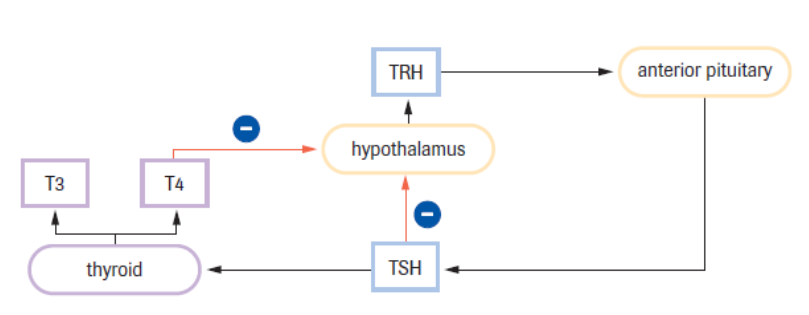 TRH
anterior pituitary
−
hypothalamus
T3
T4
−
thyroid
TSH